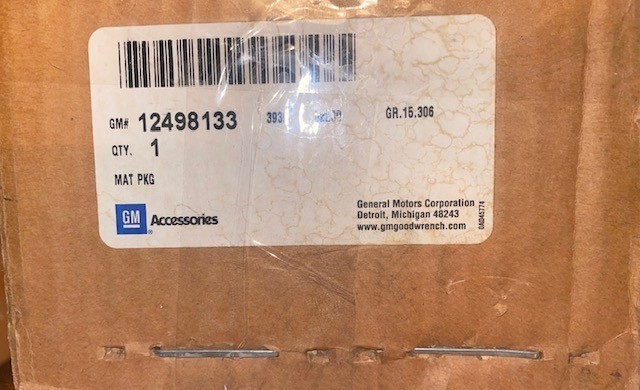 GM# 12498133 GR.15.306
QTY. 1
MAT PKG
GM Accessories
General Motors Corporation
Detroit, Michigan 48243
www.gmgoodwrench.com